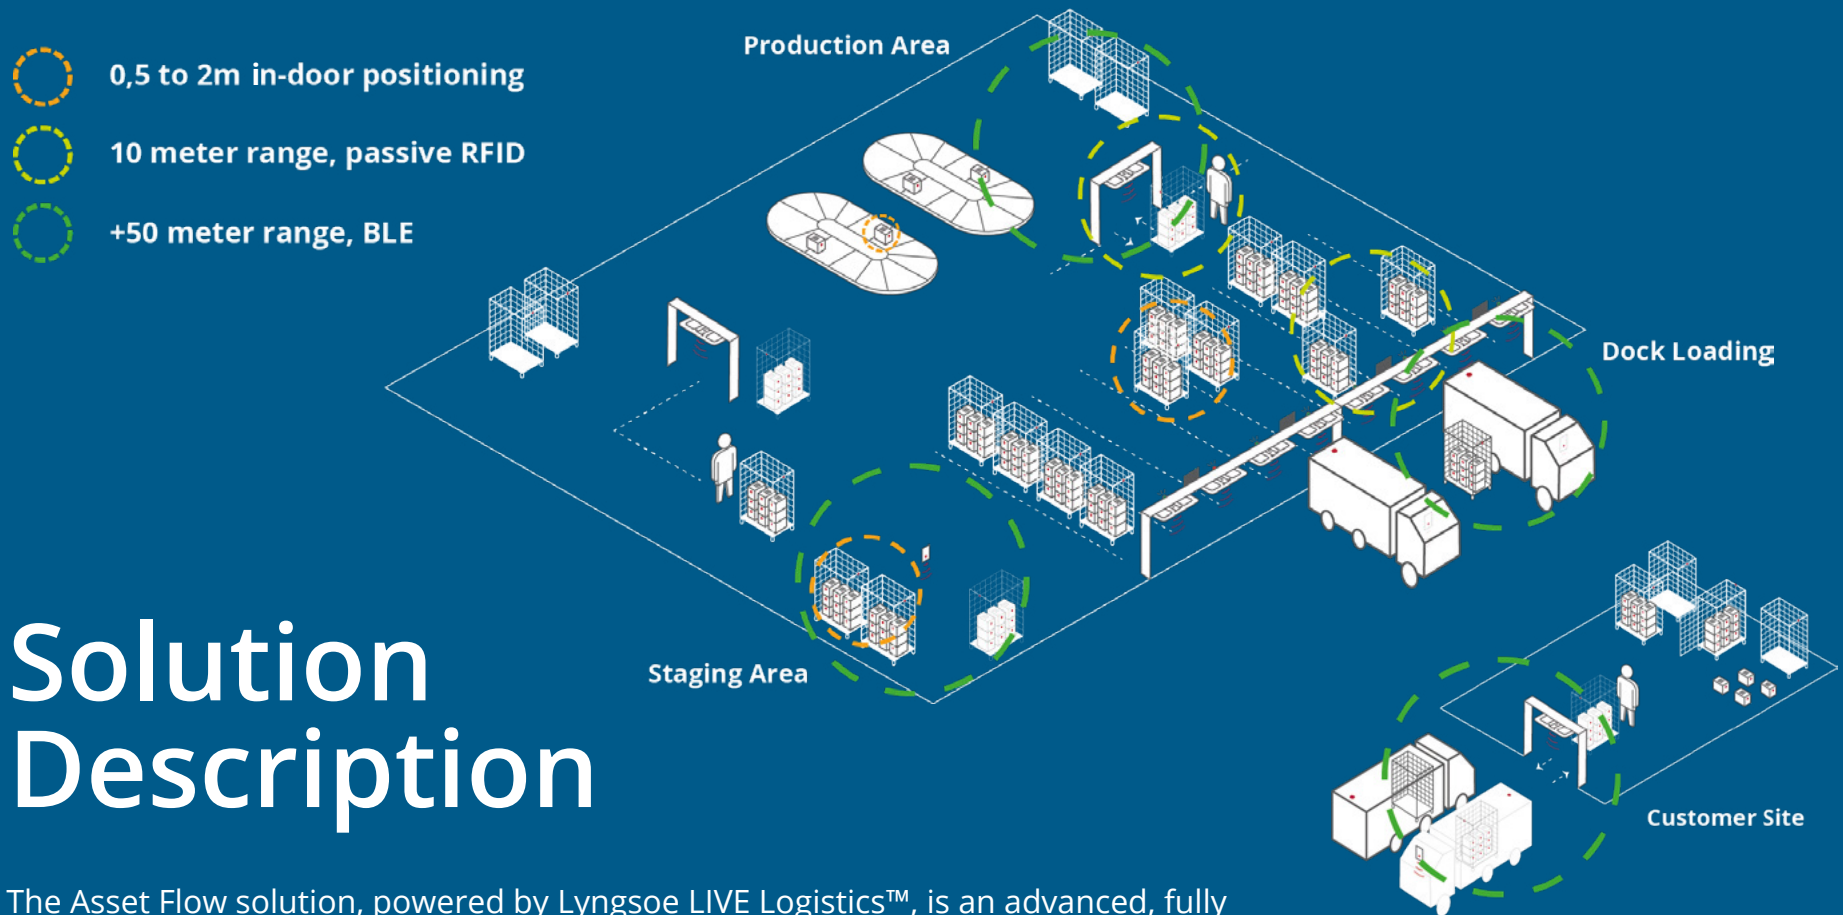 Production Area
0,5 to 2m in-door positioning
10 meter range, passive RFID
+50 meter range, BLE
Dock Loading
Staging Area
Customer Site
Solution
Description
The Asset Flow solution, powered by Lyngsoe LIVE Logistics™, is an advanced, fully